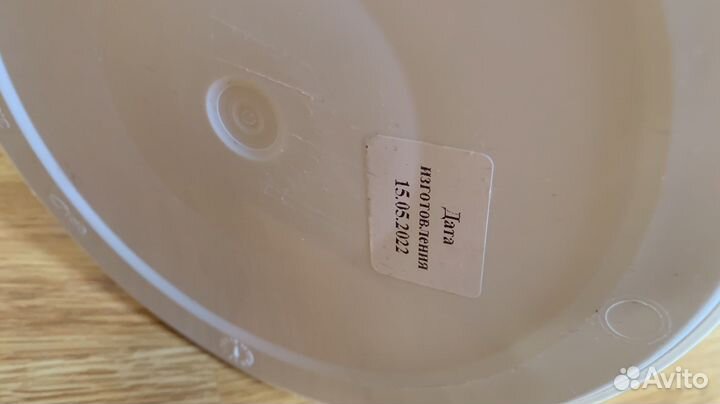 Дата
изготовления
15.05.2022
Avito